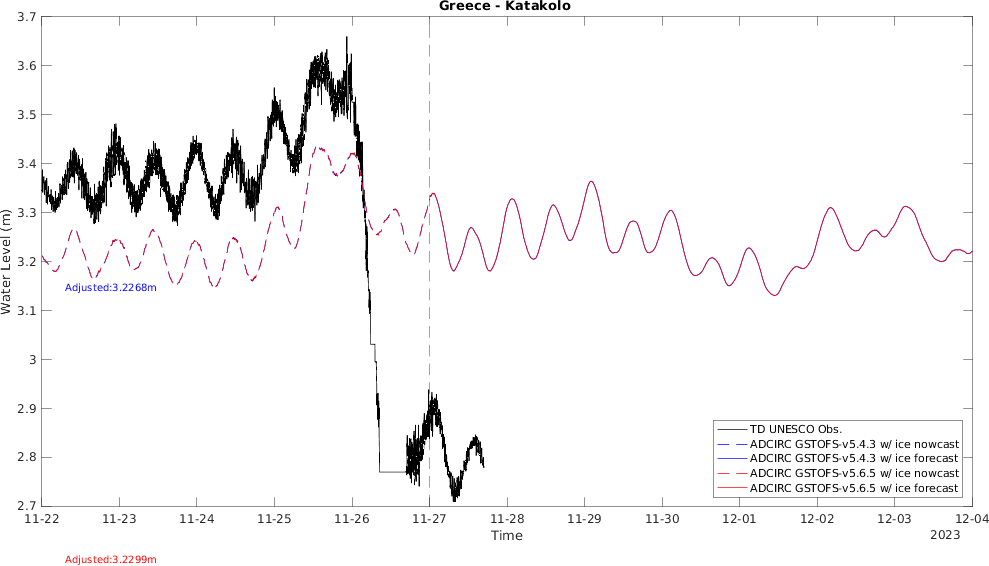 Greece - Katakolo
3.7
3.6
3.5
3.4
3.3
3.2
3.1
3
2.9
2.8
2.7
Water Level (m)
Adjusted:3.2268m
TD UNESCO Obs.
ADCIRC GSTOFS-v5.4.3 w/ ice nowcast
ADCIRC GSTOFS-v5.4.3 w/ ice forecast
ADCIRC GSTOFS-v5.6.5 w/ ice nowcast
ADCIRC GSTOFS-v5.6.5 w/ ice forecast
11-22 11-23 11-24 11-25 11-26 11-27 11-28 11-29 11-30 12-01 12-02 12-03 12-04
Time
2023
Adjusted:3.2299m